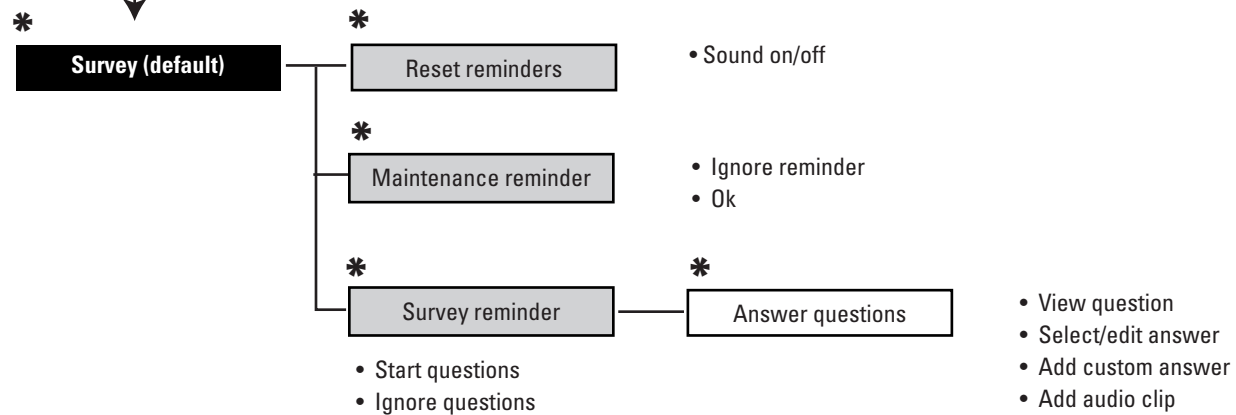 *
*
Survey (default)
Reset reminders
• Sound on/off
*
Maintenance reminder
• Ignore reminder
• Ok
*
*
Survey reminder
Answer questions
• Start questions
• Ignore questions
• View question
• Select/edit answer
• Add custom answer
• Add audio clip